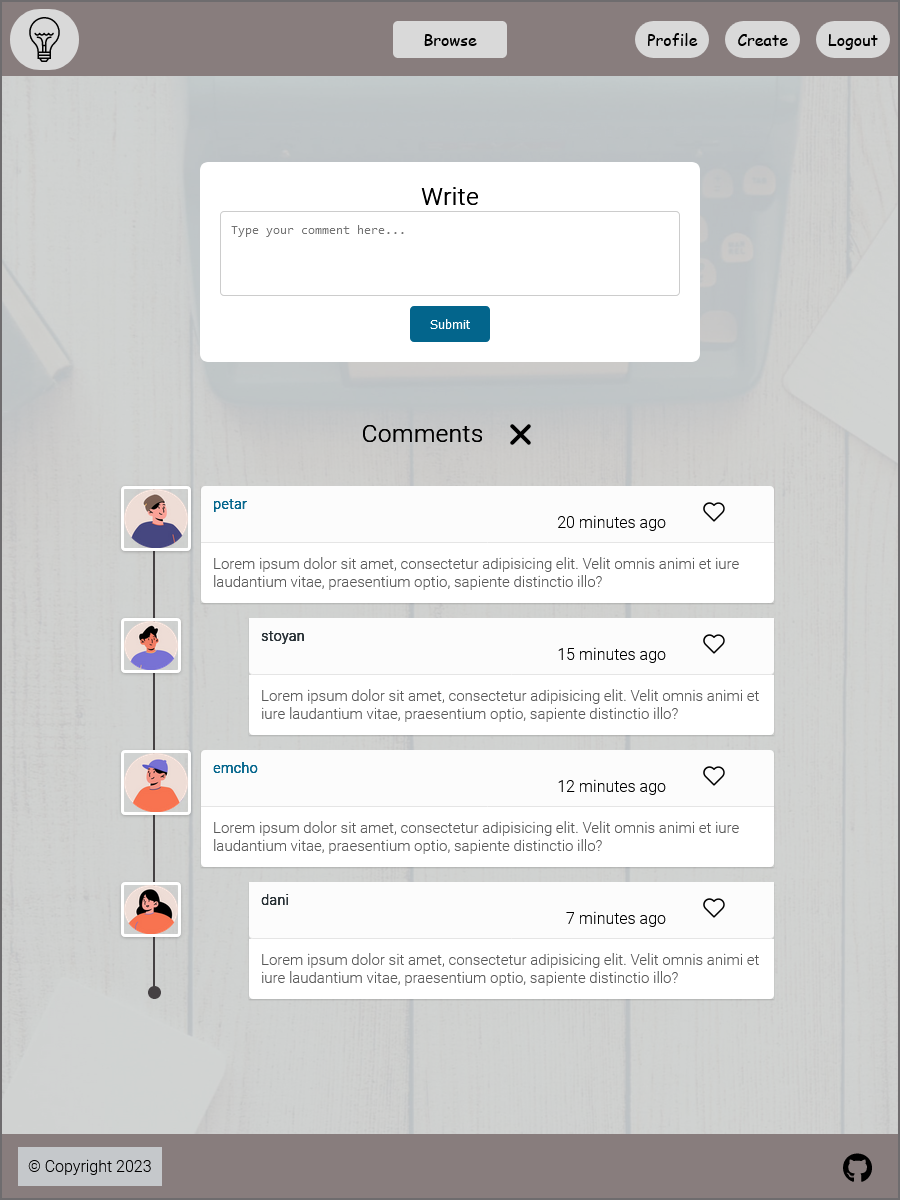 Browse
Profile
Create
Logout
Write
Type your comment here...
Submit
Comments
petar
20 minutes ago
Lorem ipsum dolor sit amet, consectetur adipisicing elit. Velit omnis animi et iure
laudantium vitae, praesentium optio, sapiente distinctio illo?
stoyan
15 minutes ago
Lorem ipsum dolor sit amet, consectetur adipisicing elit. Velit omnis animi et
iure laudantium vitae, praesentium optio, sapiente distinctio illo?
emcho
12 minutes ago
Lorem ipsum dolor sit amet, consectetur adipisicing elit. Velit omnis animi et iure
laudantium vitae, praesentium optio, sapiente distinctio illo?
dani
7 minutes ago
Lorem ipsum dolor sit amet, consectetur adipisicing elit. Velit omnis animi et
iure laudantium vitae, praesentium optio, sapiente distinctio illo?
© Copyright 2023